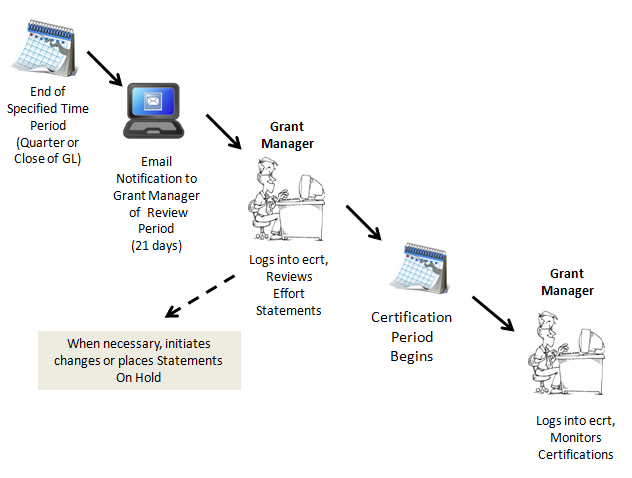 End of
Specified Time
Period
(Quarter or
Close of GL)
Email
Notification to
Grant Manager
of Review
Period
(21 days)
Grant
Manager
Logs into ecrt,
Reviews
Effort
Statements
When necessary, initiates
changes or places Statements
On Hold
Certification
Period
Begins
Grant
Manager
Logs into ecrt,
Monitors
Certifications